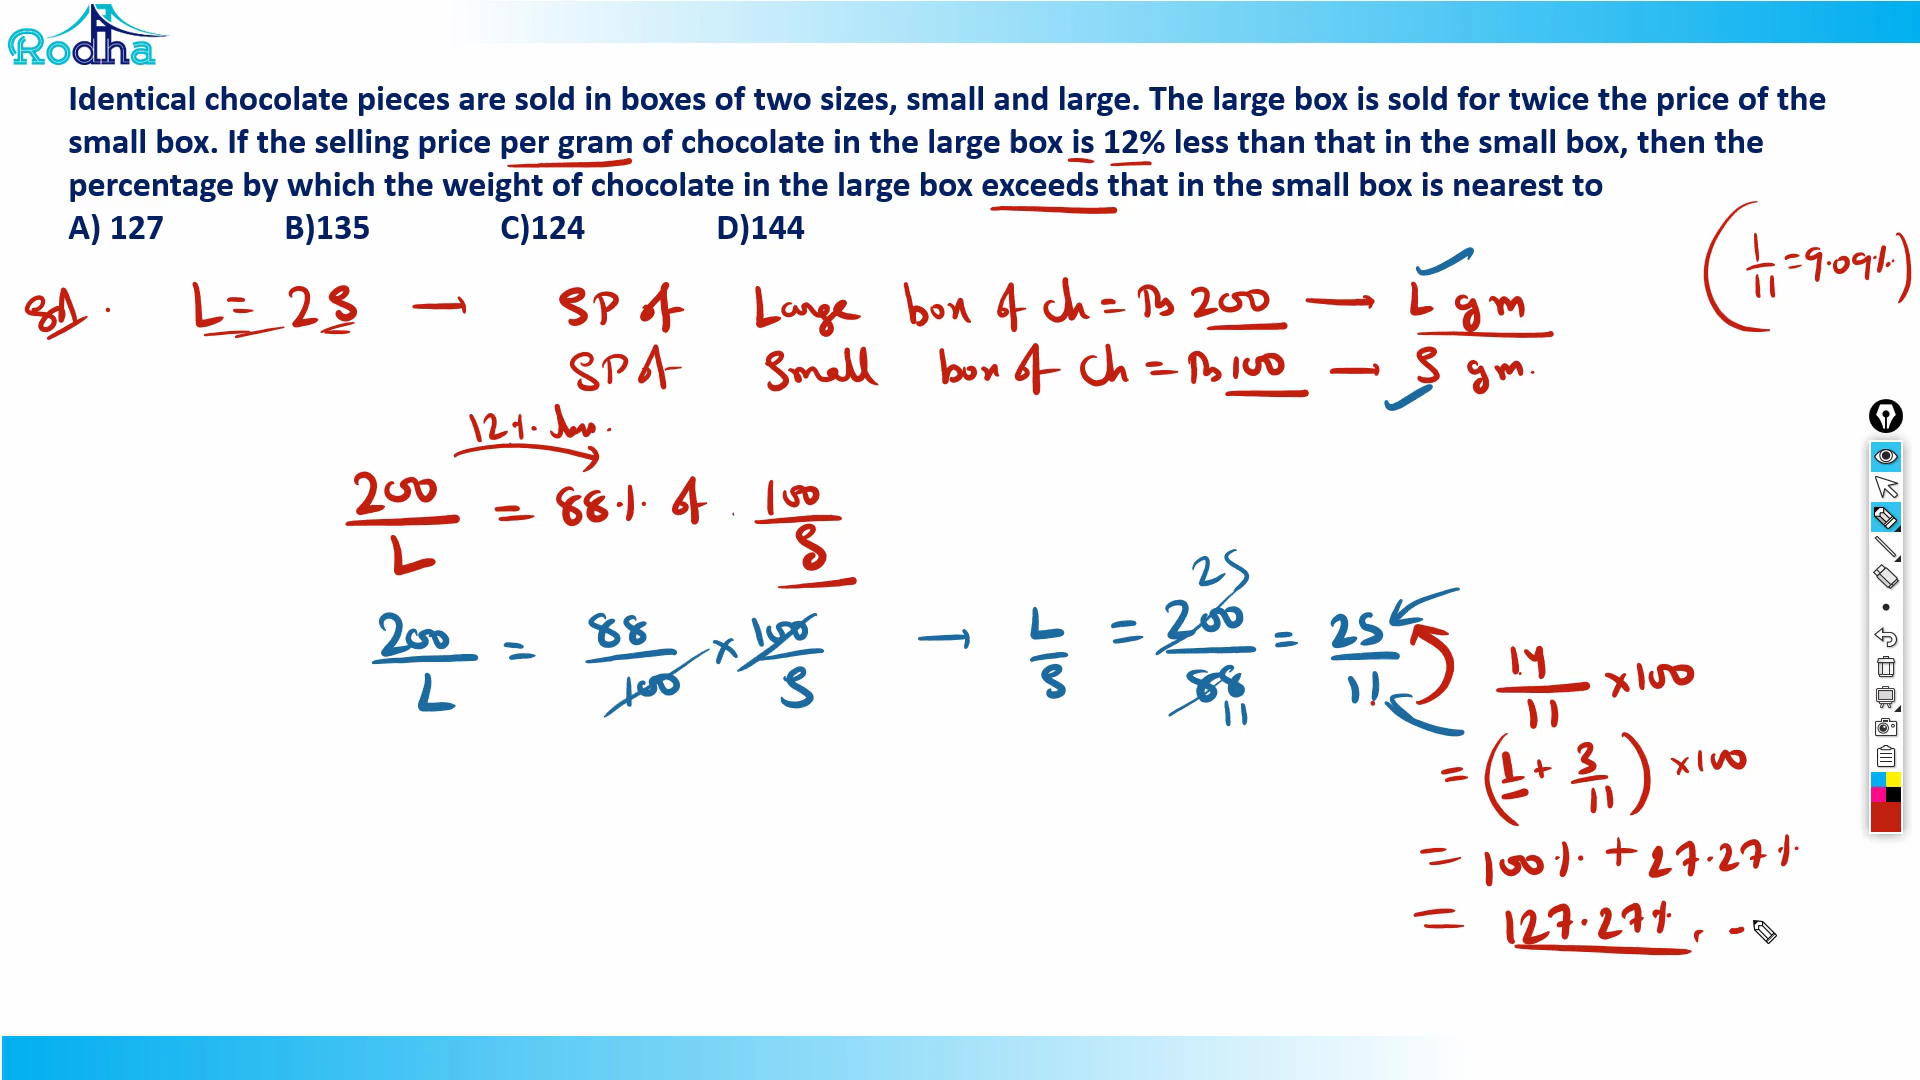 Rodha
Identical chocolate pieces are sold in boxes of two sizes, small and large. The large box is sold for twice the price of the
small box. If the selling price per gram of chocolate in the large box is 12% less than that in the small box, then the
percentage by which the weight of chocolate in the large box exceeds that in the small box is nearest to
A) 127 B)135 C)124 D)144
(1/11 = 9.09%)
L = 2S → SP of Large box of ch = Rs 200 → L gm
SP of Small box of ch = Rs 100 → S gm.
12% less.
200/L = 88% of 100/S
200/L = 88/100 × 100/S → L/S = 200/88 = 25/11
25
11
14/11 × 100
= (1 + 3/11) × 100
= 100% + 27.27%
= 127.27%.